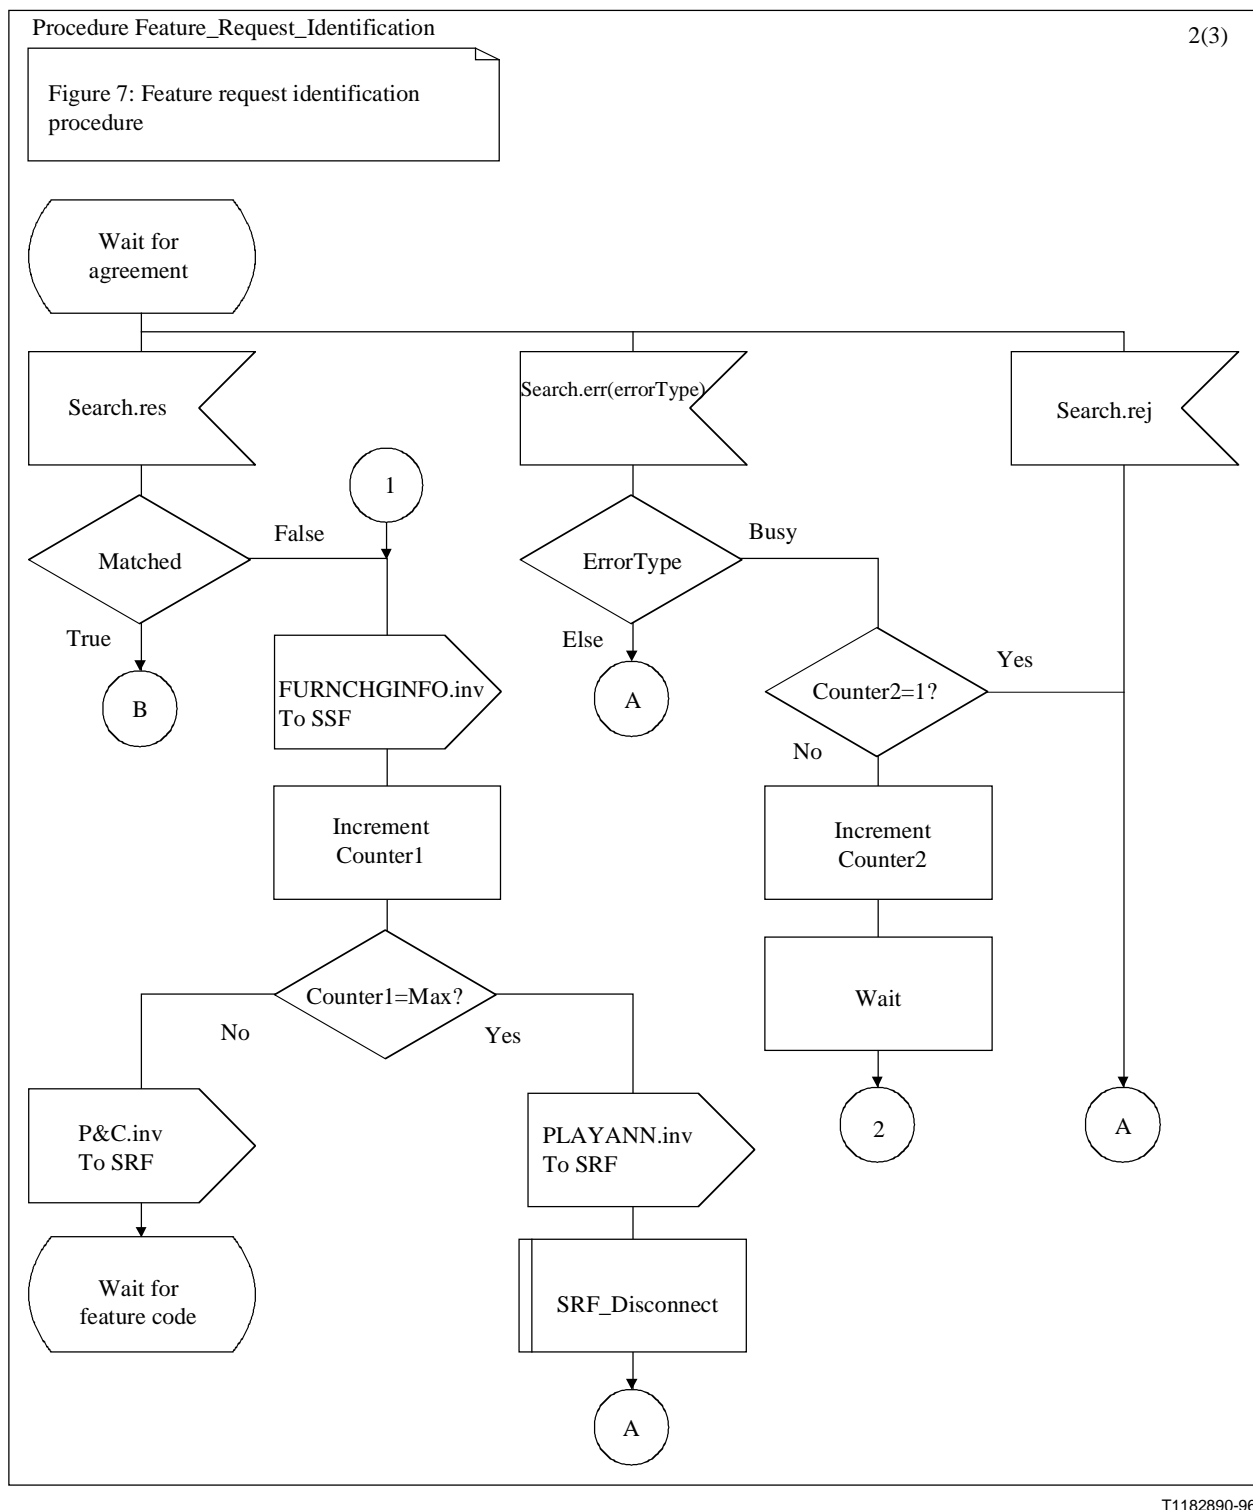 Procedure Feature_Request_Identification
2(3)
Figure 7: Feature request identification
procedure
Wait for
agreement
Search.res
Search.err(errorType)
Search.rej
1
Matched
False
True
ErrorType
Busy
Else
B
FURNCHGINFO.inv
To SSF
A
Counter2=1?
Yes
No
Increment
Counter1
Increment
Counter2
Counter1=Max?
No
Yes
Wait
P&C.inv
To SRF
PLAYANN.inv
To SRF
2
A
Wait for
feature code
SRF_Disconnect
A
T1182890-96